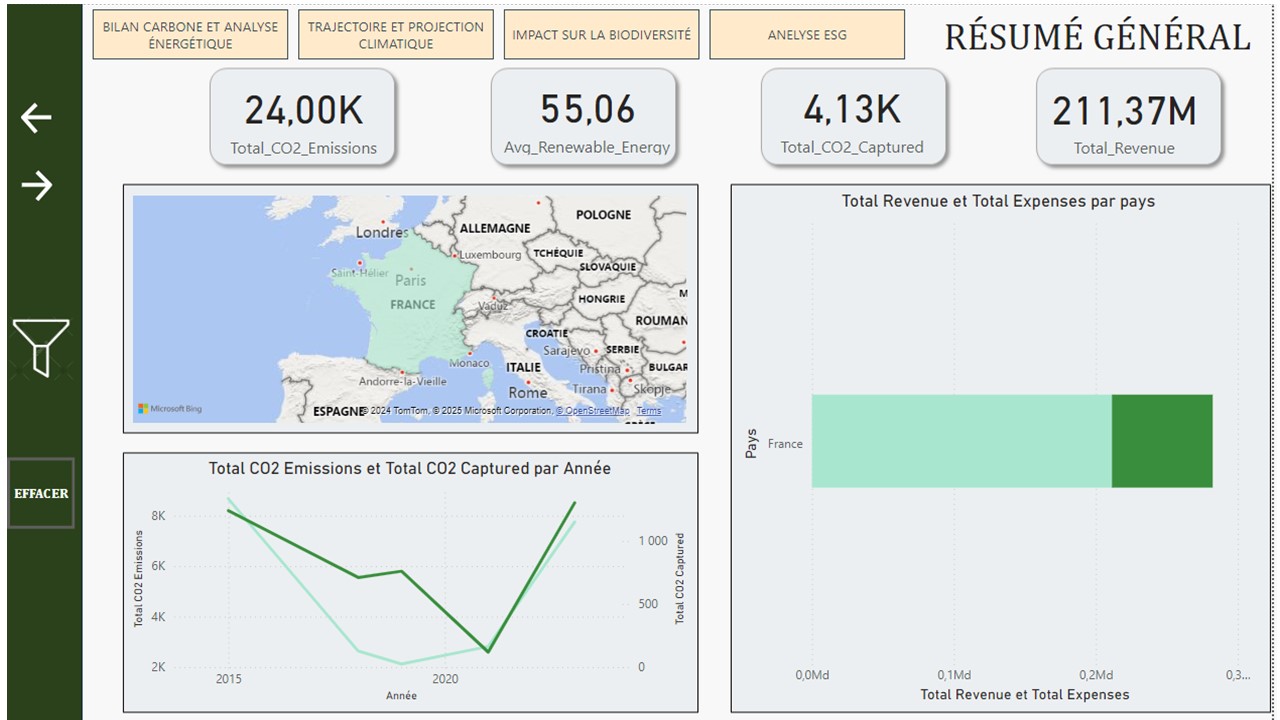 BILAN CARBONE ET ANALYSE
ÉNERGÉTIQUE
TRAJECTOIRE ET PROJECTION
CLIMATIQUE
IMPACT SUR LA BIODIVERSITÉ
ANELYSE ESG
RÉSUMÉ GÉNÉRAL
24,00K
Total_CO2_Emissions
55,06
Avg_Renewable_Energy
4,13K
Total_CO2_Captured
211,37M
Total_Revenue
EFFACER
POLOGNE
Londres
ALLEMAGNE
TCHÉQUIE
Luxembourg
SLOVAQUIE
Saint-Hélier
Paris
FRANCE
HONGRIE
M
Vaduz
ROUMAN
CROATIE
Sarajevo
SERBIE
Monaco
ITALIE
Pristina
BULGAR
Andorre-la-Vieille
Rome
Tirana
Skopje
Microsoft Bing
ESPAGNE
© 2024 TomTom, © 2025 Microsoft Corporation, © OpenStreetMap Terms
Total CO2 Emissions et Total CO2 Captured par Année
Total CO2 Emissions
8K
6K
4K
2K
1 000
500
0
Total CO2 Captured
2015
2020
Année
Total Revenue et Total Expenses par pays
Pays
France
0,0Md
0,1Md
0,2Md
0,3...
Total Revenue et Total Expenses